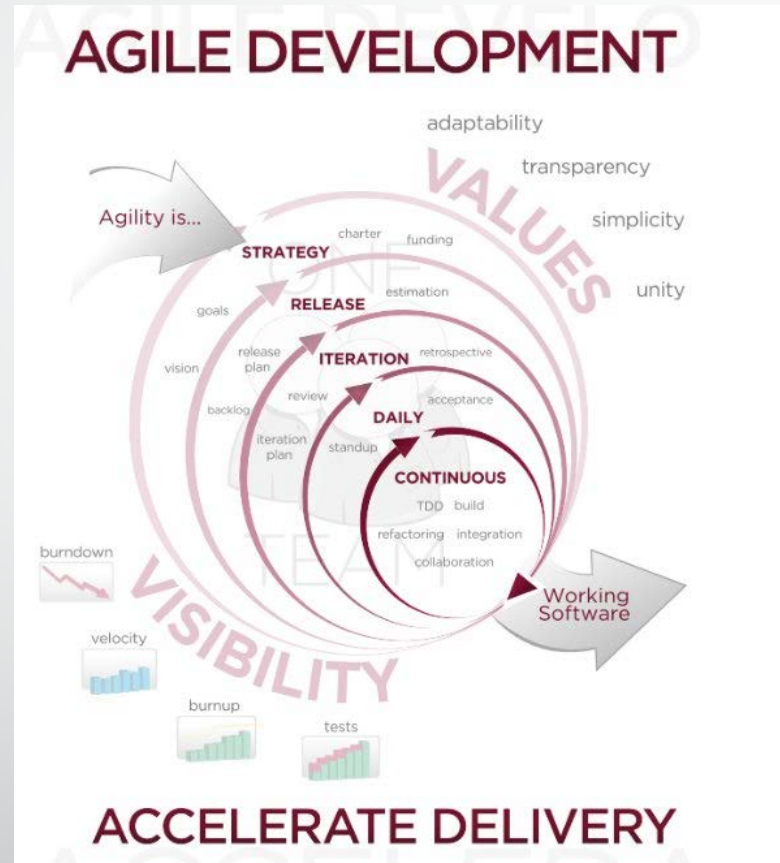 AGILE DEVELOPMENT
adaptability
transparency
simplicity
unity
VALUES
Agility is...
STRATEGY
charter
funding
goals
vision
RELEASE
estimation
release
plan
backlog
ITERATION
retrospective
review
iteration
plan
DAILY
acceptance
standup
CONTINUOUS
TDD build
refactoring integration
collaboration
ONE
TEAM
Working
Software
VISIBILITY
burndown
velocity
burnup
tests
ACCELERATE DELIVERY